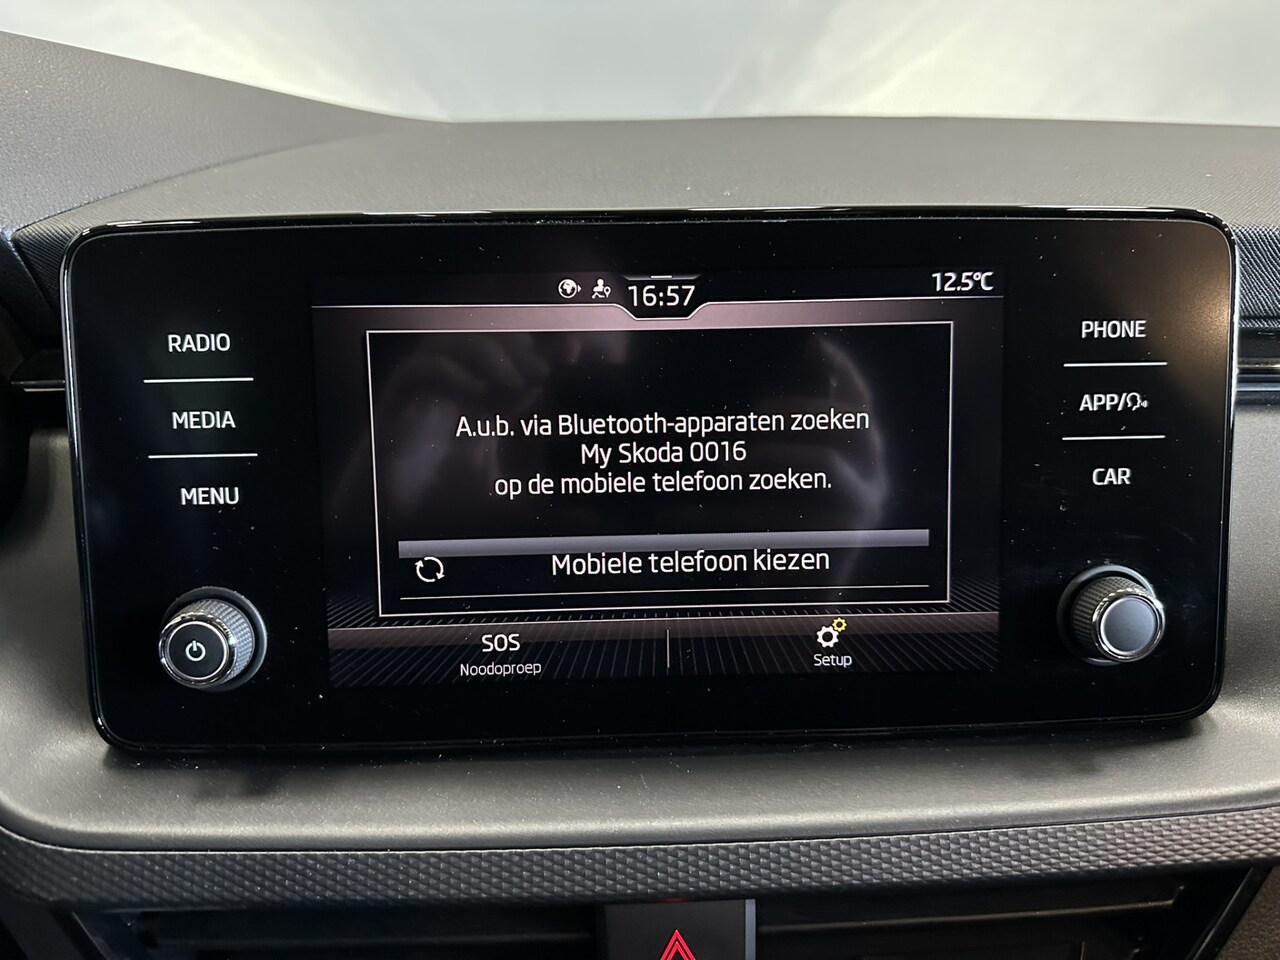 16:57
12.5°C
RADIO
MEDIA
MENU
A.u.b. via Bluetooth-apparaten zoeken
My Skoda 0016
op de mobiele telefoon zoeken.
Mobiele telefoon kiezen
SOS
Noodoproep
Setup
PHONE
APP/
CAR